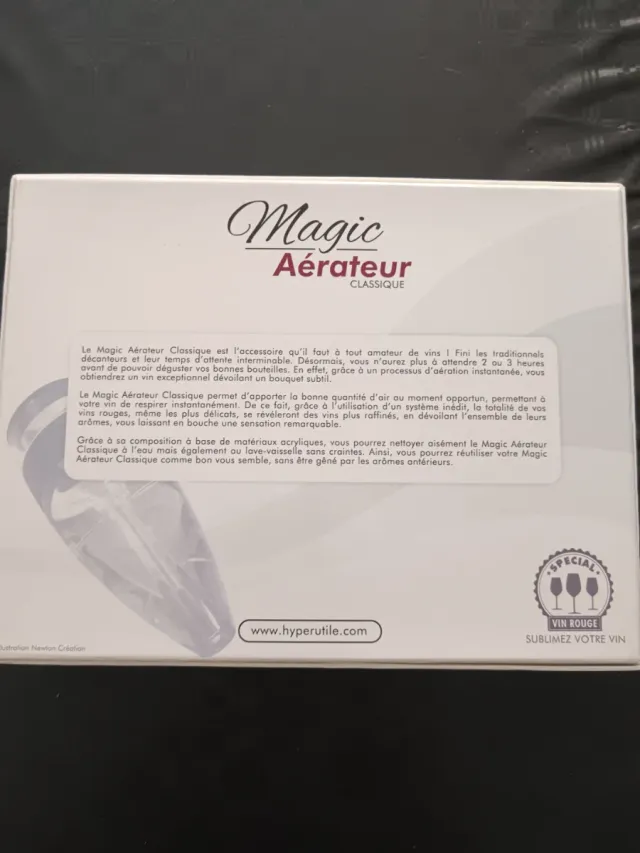 Magic
Aérateur
CLASSIQUE
Le Magic Aérateur Classique est l'accessoire qu'il faut à tout amateur de vins ! Fini les traditionnels
décanteurs et leur temps d'attente interminable. Désormais, vous n'aurez plus à attendre 2 ou 3 heures
avant de pouvoir déguster vos bonnes bouteilles. En effet, grâce à un processus d'aération instantanée, vous
obtiendrez un vin exceptionnel dévoilant un bouquet subtil.
Le Magic Aérateur Classique permet d'apporter la bonne quantité d'air au moment opportun, permettant à
votre vin de respirer instantanément. De ce fait, grâce à l'utilisation d'un système inédit, la totalité de vos
vins rouges, même les plus délicats, se révéleront des vins plus raffinés, en dévoilant l'ensemble de leurs
arômes, vous laissant en bouche une sensation remarquable.
Grâce à sa composition à base de matériaux acryliques, vous pourrez nettoyer aisément le Magic Aérateur
Classique à l'eau mais également au lave-vaisselle sans craintes. Ainsi, vous pourrez réutiliser votre Magic
Aérateur Classique comme bon vous semble, sans être gêné par les arômes antérieurs.
SPECIAL
VIN ROUGE
www.hyperutile.com
SUBLIMEZ VOTRE VIN
Newton Création